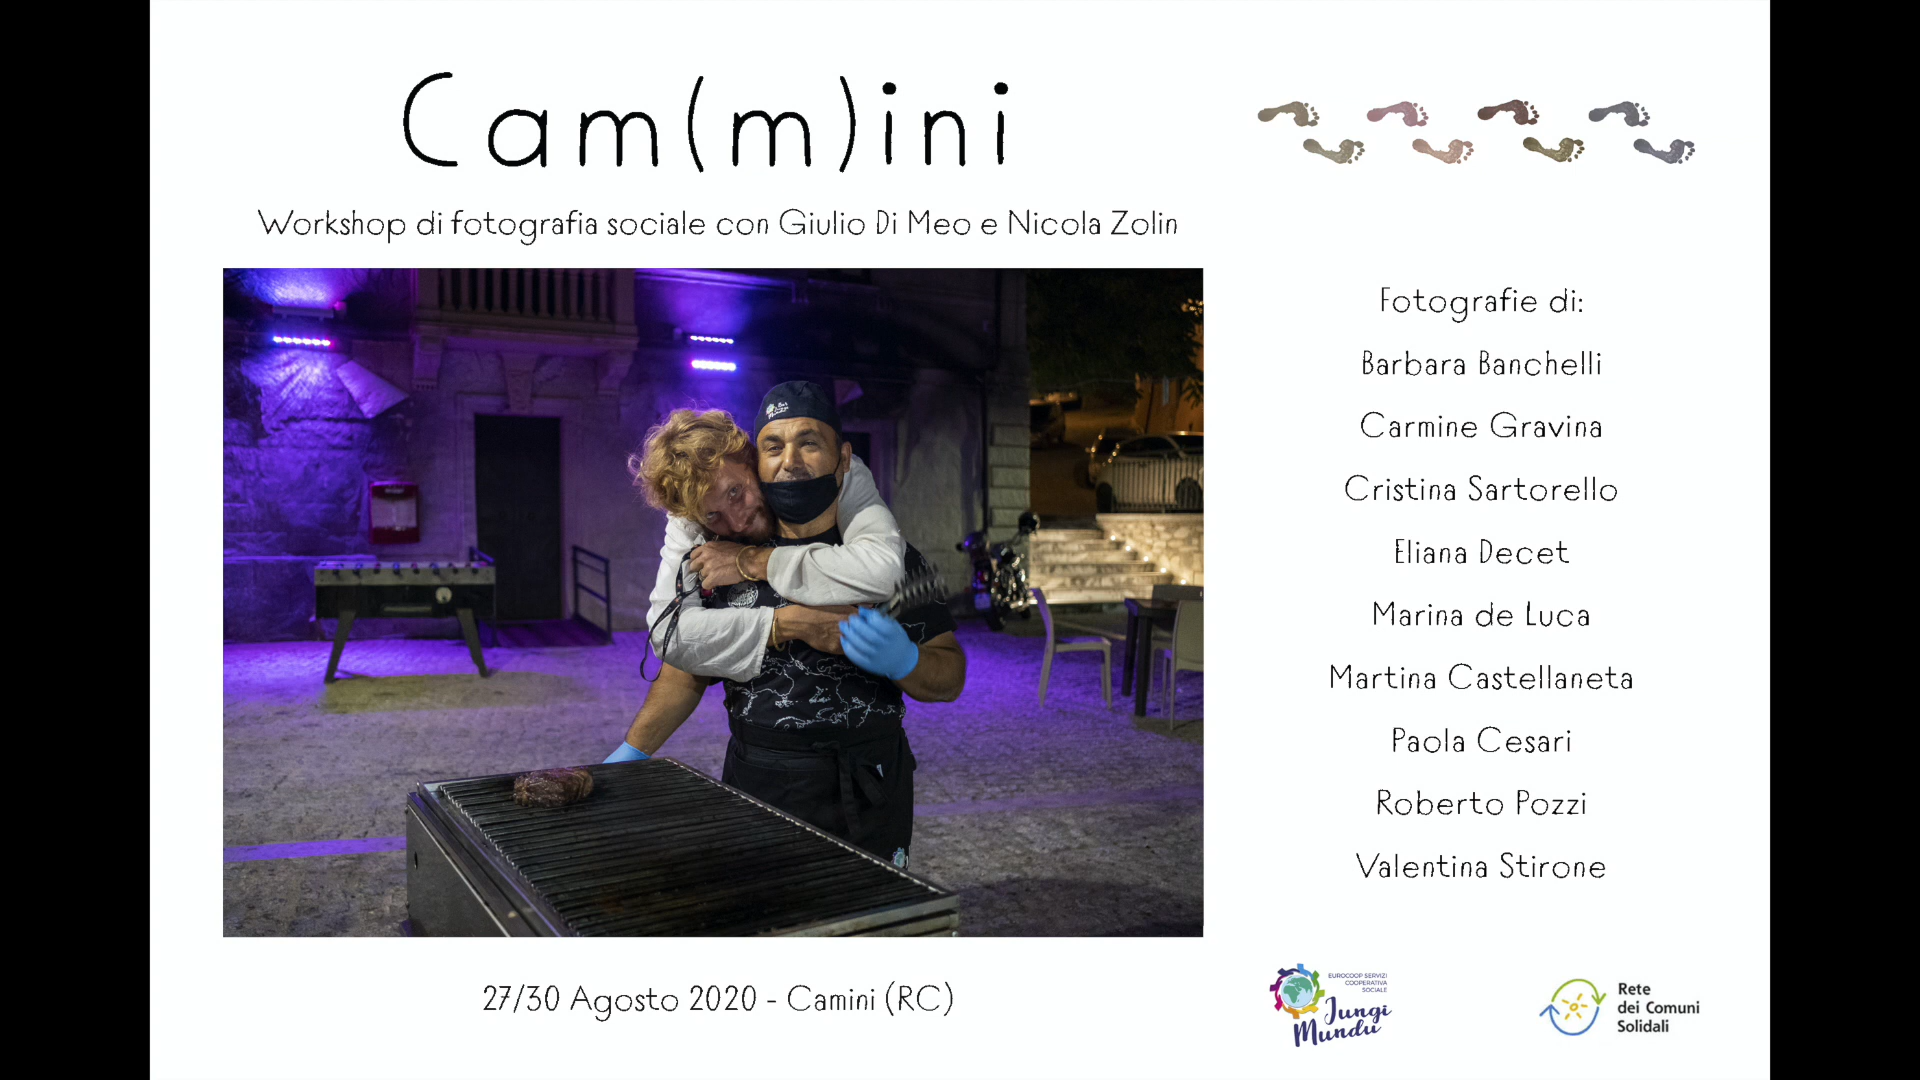 Cam(m)ini
Workshop di fotografia sociale con Giulio Di Meo e Nicola Zolin
Fotografie di:
Barbara Banchelli
Carmine Gravina
Cristina Sartorello
Eliana Decet
Marina de Luca
Martina Castellaneta
Paola Cesari
Roberto Pozzi
Valentina Stirone
27/30 Agosto 2020 - Camini (RC)
EUROCOOP SERVIZI
COOPERATIVA
SOCIALE
Jungi
Mundu
Rete
dei Comuni
Solidali